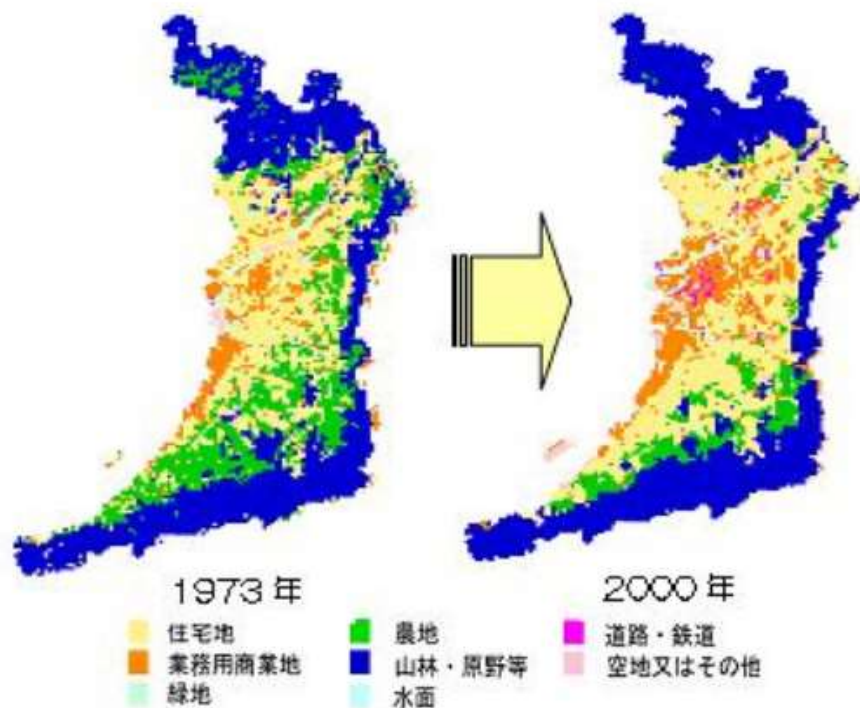 1973 年
2000 年
住宅地
農地
道路・鉄道
業務用商業地
山林・原野等
空地又はその他
緑地
水面